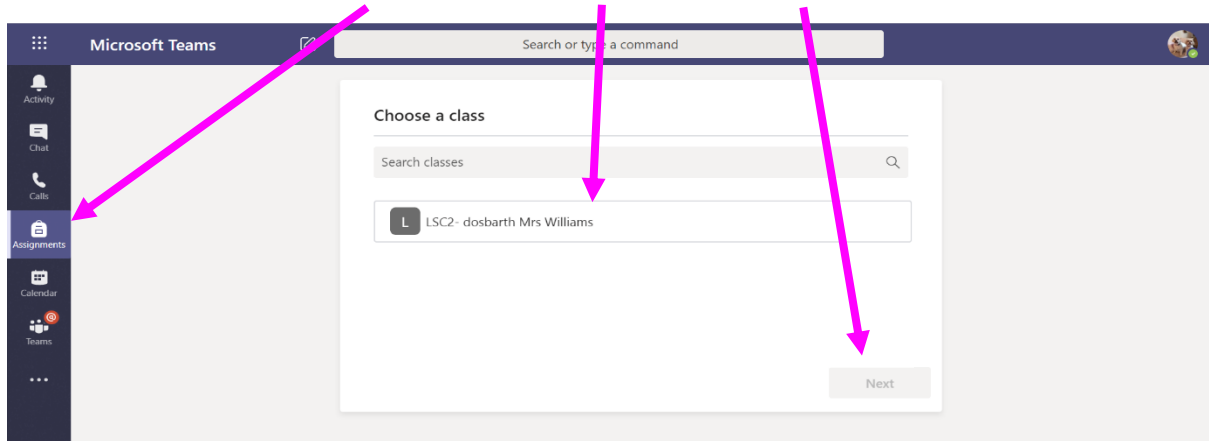 Microsoft Teams
Search or type a command
Activity
Chat
Calls
Assignments
Calendar
Teams
Choose a class
Search classes
L LSC2- dosbarth Mrs Williams
Next